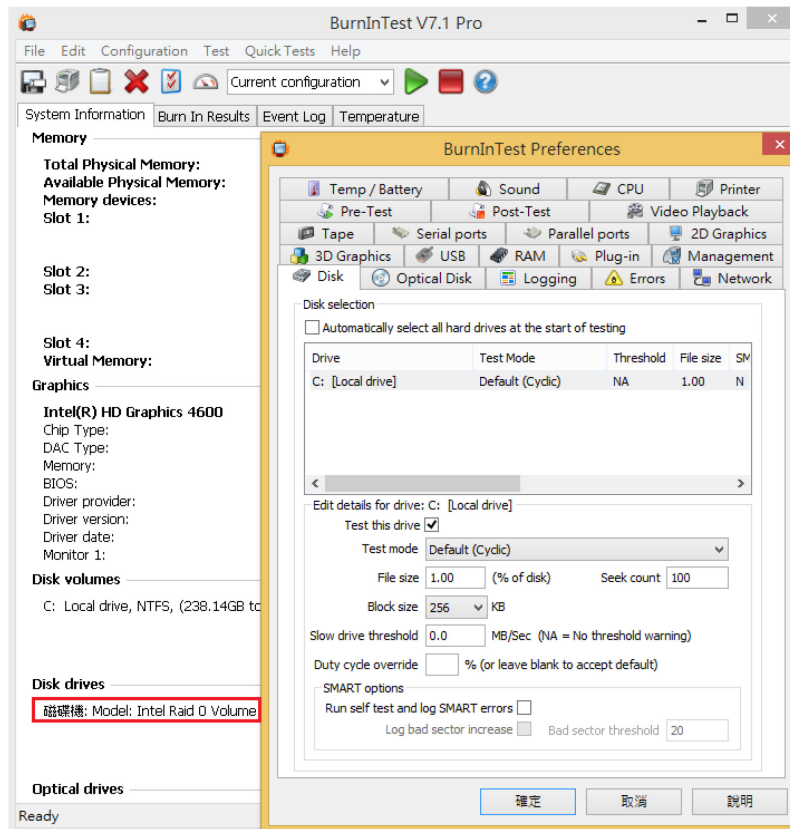 BurnInTest V7.1 Pro
File Edit Configuration Test Quick Tests Help
Current configuration
System Information Burn In Results Event Log Temperature
Memory
Total Physical Memory:
Available Physical Memory:
Memory devices:
Slot 1:
Slot 2:
Slot 3:
Slot 4:
Virtual Memory:
Graphics
Intel(R) HD Graphics 4600
Chip Type:
DAC Type:
Memory:
BIOS:
Driver provider:
Driver version:
Driver date:
Monitor 1:
Disk volumes
C: Local drive, NTFS, (238.14GB to
Disk drives
磁碟機: Model: Intel Raid 0 Volume
Optical drives
Ready
BurnInTest Preferences
Temp / Battery Sound CPU Printer
Pre-Test Post-Test Video Playback
Tape Serial ports Parallel ports 2D Graphics
3D Graphics USB RAM Plug-in Management
Disk Optical Disk Logging Errors Network
Disk selection
Automatically select all hard drives at the start of testing
Drive Test Mode Threshold File size SM
C: [Local drive] Default (Cyclic) NA 1.00 N
Edit details for drive: C: [Local drive]
Test this drive
Test mode Default (Cyclic)
File size 1.00 (% of disk) Seek count 100
Block size 256 KB
Slow drive threshold 0.0 MB/Sec (NA = No threshold warning)
Duty cycle override % (or leave blank to accept default)
SMART options
Run self test and log SMART errors
Log bad sector increase Bad sector threshold 20
確定 取消 說明